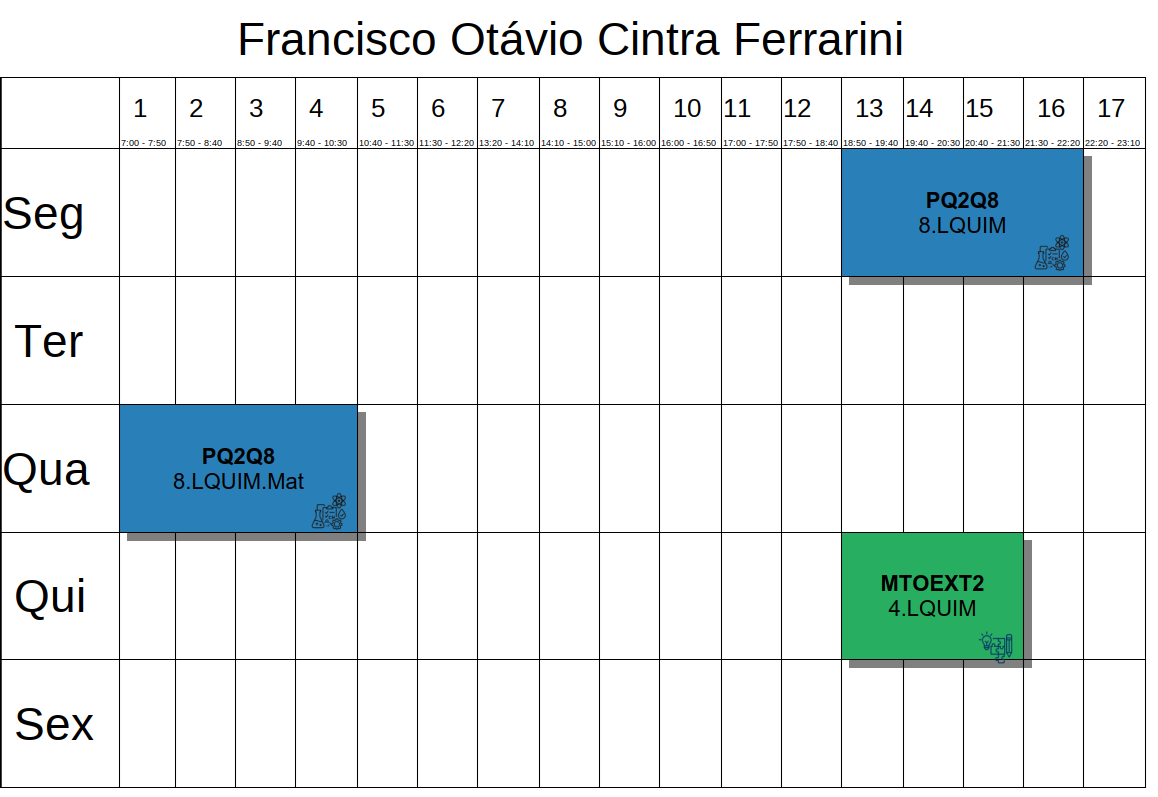 Francisco Otávio Cintra Ferrarini
1 2 3 4 5 6 7 8 9 10 11 12 13 14 15 16 17
7:00 - 7:50 7:50 - 8:40 8:50 - 9:40 9:40 - 10:30 10:40 - 11:30 11:30 - 12:20 13:20 - 14:10 14:10 - 15:00 15:10 - 16:00 16:00 - 16:50 17:00 - 17:50 17:50 - 18:40 18:50 - 19:40 19:40 - 20:30 20:40 - 21:30 21:30 - 22:20 22:20 - 23:10
Seg
PQ2Q8
8.LQUIM
Ter
Qua
PQ2Q8
8.LQUIM.Mat
Qui
MTOEXT2
4.LQUIM
Sex